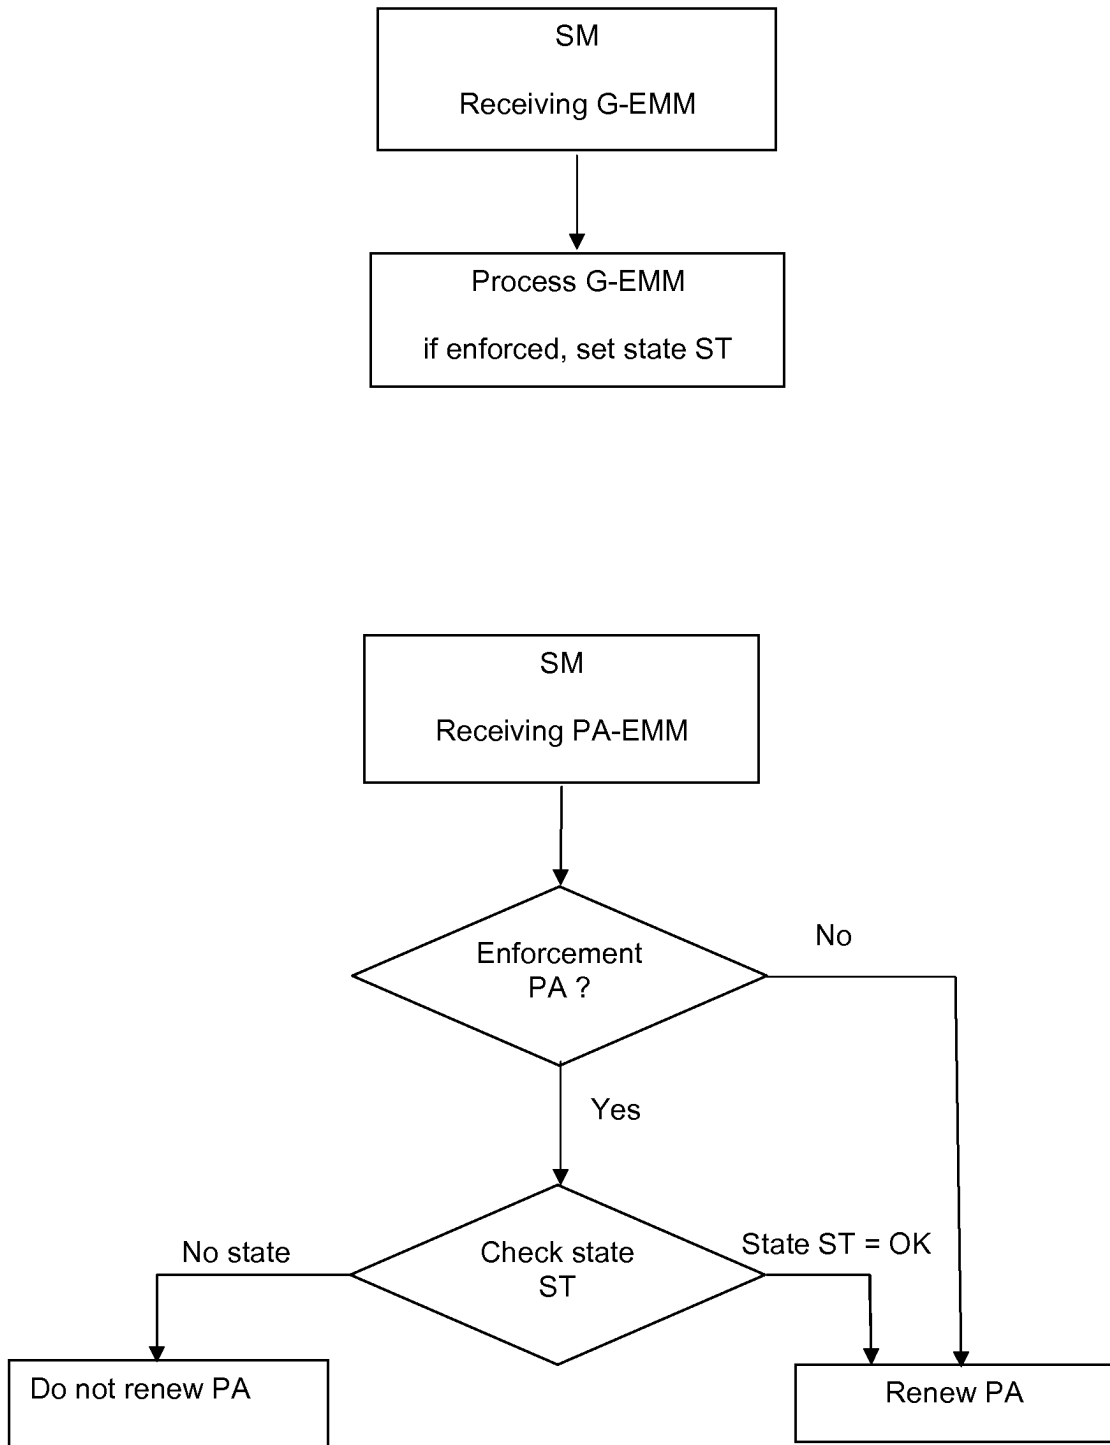 SM
Receiving G-EMM
Process G-EMM
if enforced, set state ST
SM
Receiving PA-EMM
Enforcement
PA ?
No
Yes
No state
Check state
ST
State ST = OK
Do not renew PA
Renew PA